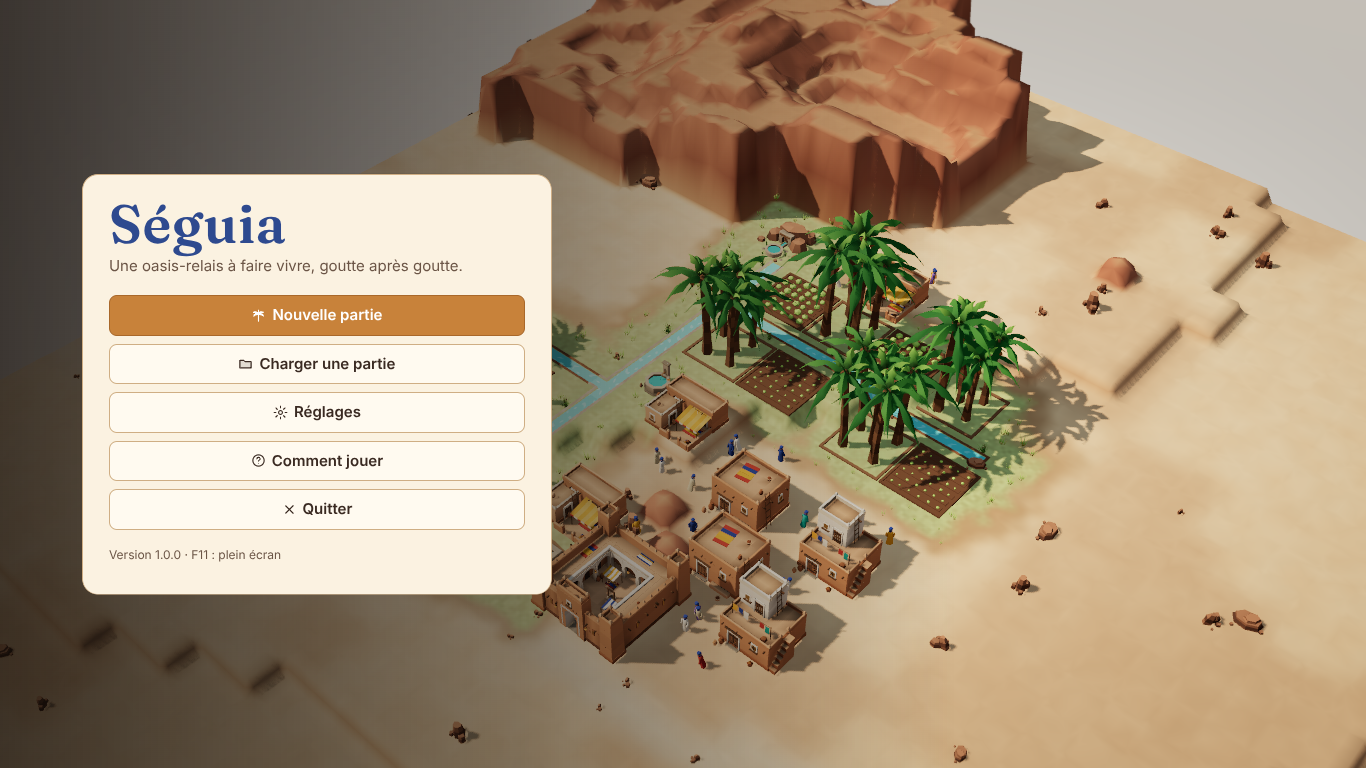 Séguia
Une oasis-relais à faire vivre, goutte après goutte.
Nouvelle partie
Charger une partie
Réglages
Comment jouer
Quitter
Version 1.0.0 · F11 : plein écran